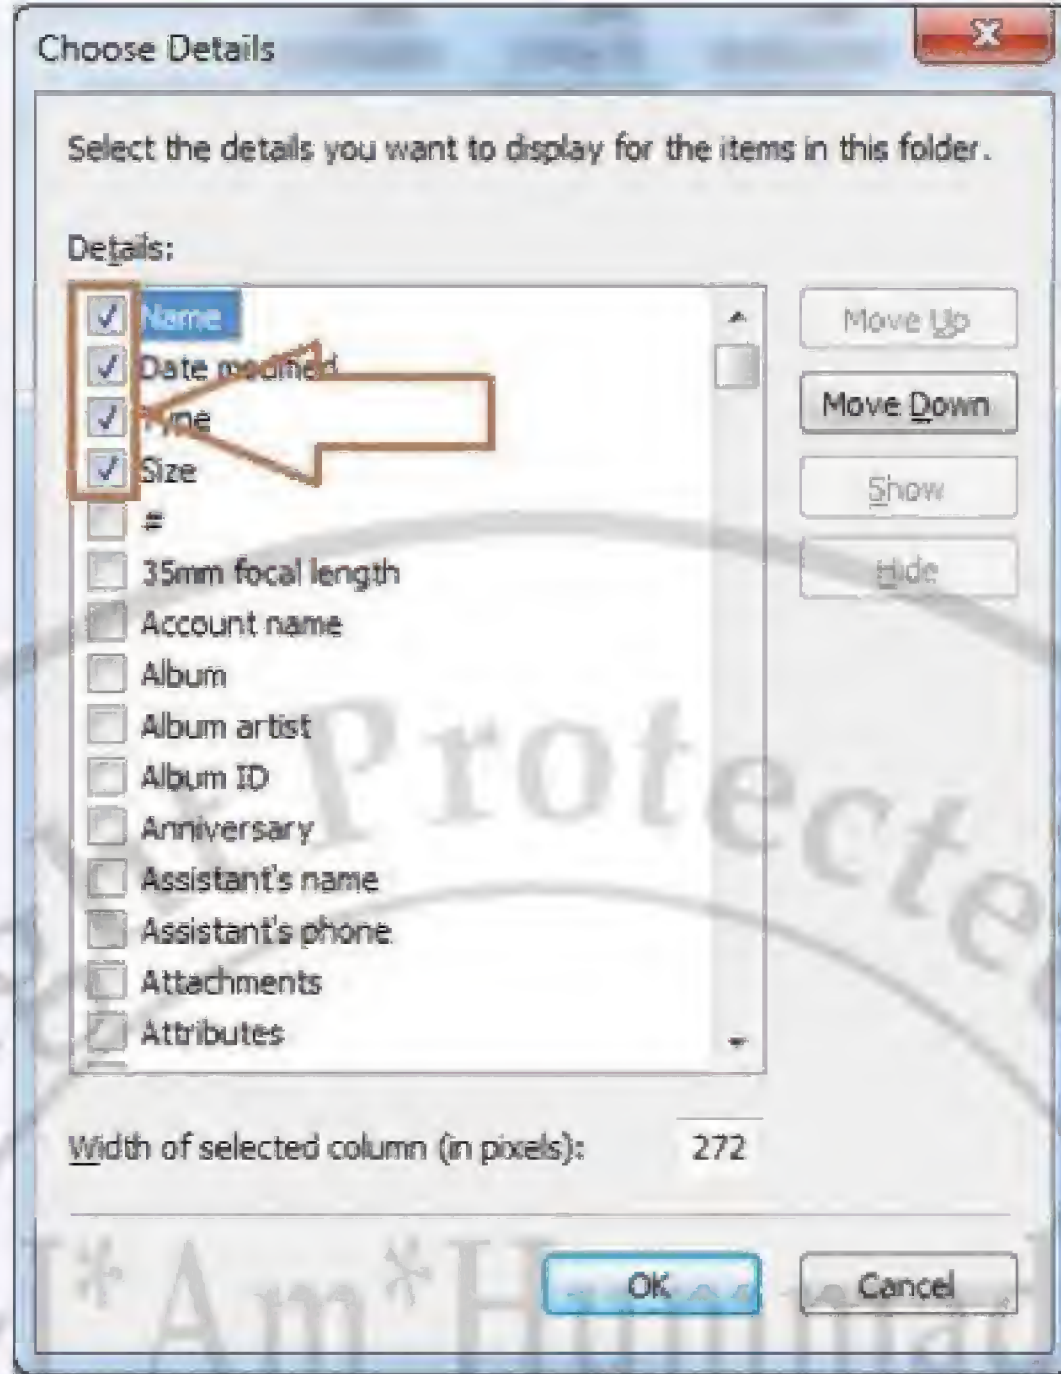 Choose Details
Select the details you want to display for the items in this folder.
Details:
Name
Date modified
Type
Size
#
35mm focal length
Account name
Album
Album artist
Album ID
Anniversary
Assistant's name
Assistant's phone
Attachments
Attributes
Move Up
Move Down
Show
Hide
Width of selected column (in pixels): 272
OK
Cancel
Protecte
I*Am*H